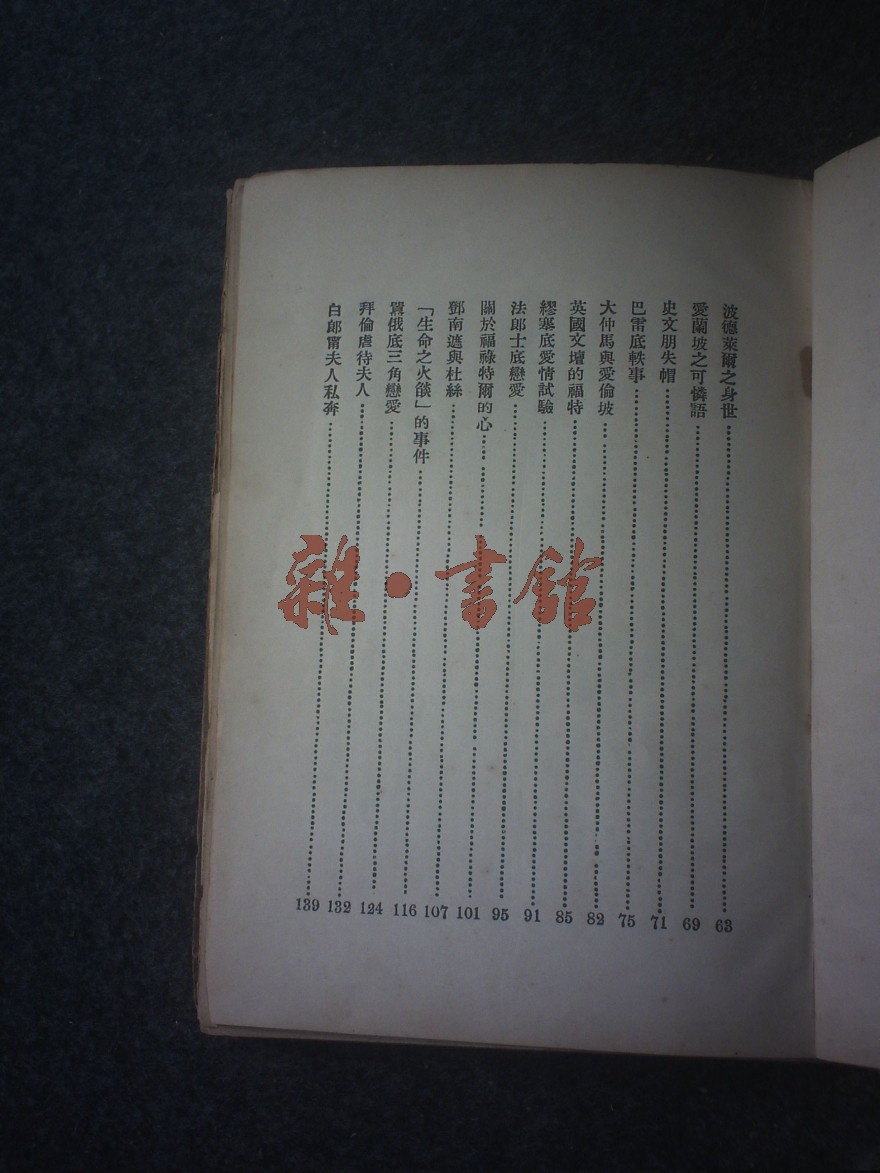 波德萊爾之身世 63
愛蘭坡之可憐語 69
史文朋失帽 71
巴雷底軼事 75
大仲馬與愛倫坡 82
英國文壇的福特 85
繆塞底愛情試驗 91
法郎士底戀愛 95
關於福祿特爾的心 101
鄧南遮與杜絲 107
「生命之火燄」的事件 116
囂俄底三角戀愛 124
拜倫虐待夫人 132
白郎甯夫人私奔 139
雜•書館